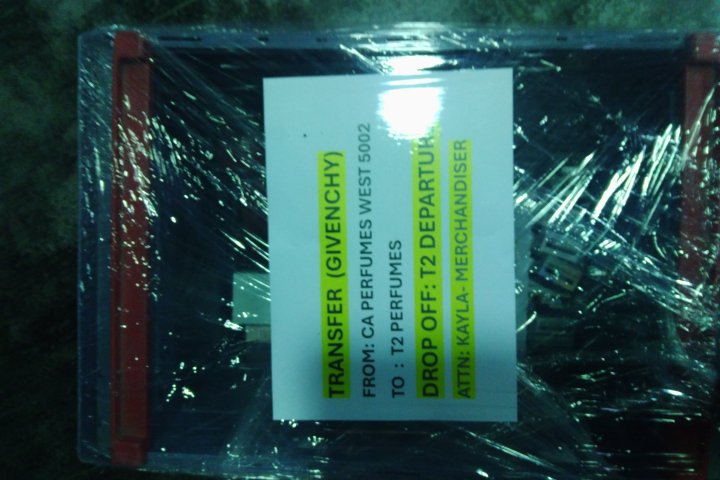 TRANSFER (GIVENCHY)
FROM: CA PERFUMES WEST 5002
TO : T2 PERFUMES
DROP OFF: T2 DEPARTUR
ATTN: KAYLA- MERCHANDISER